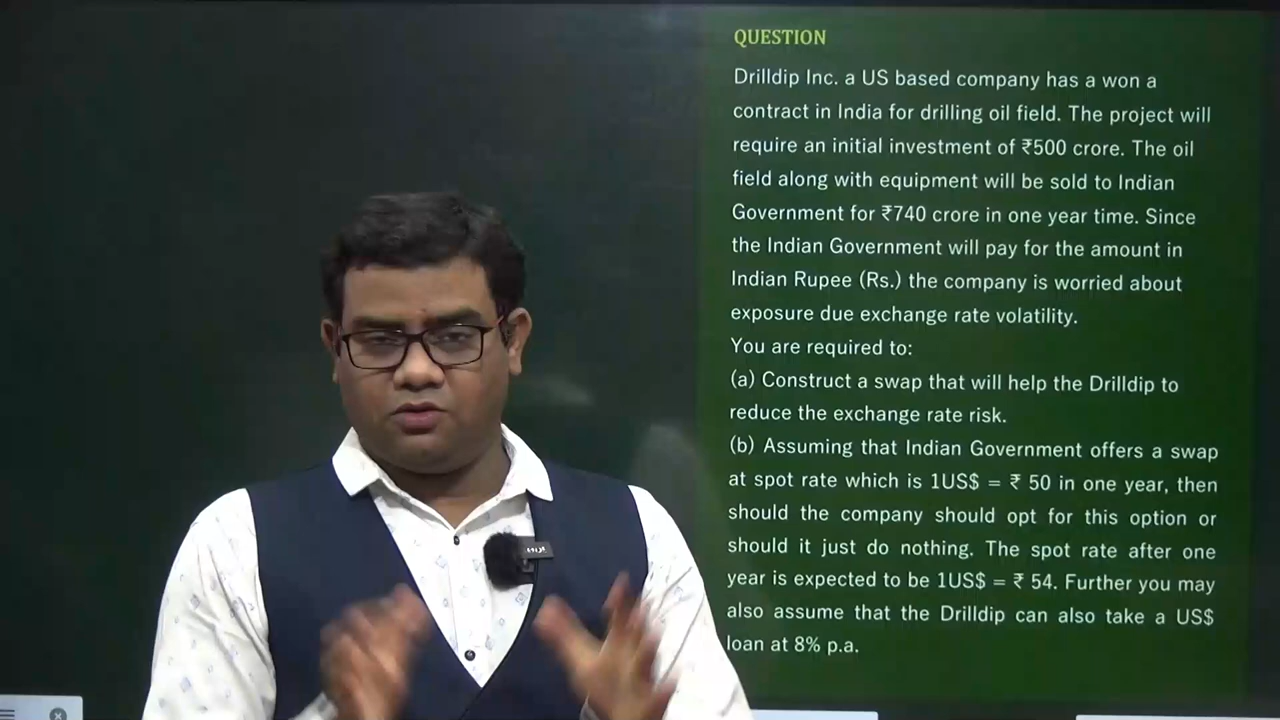 QUESTION
Drilldip Inc. a US based company has a won a
contract in India for drilling oil field. The project will
require an initial investment of ₹500 crore. The oil
field along with equipment will be sold to Indian
Government for ₹740 crore in one year time. Since
the Indian Government will pay for the amount in
Indian Rupee (Rs.) the company is worried about
exposure due exchange rate volatility.
You are required to:
(a) Construct a swap that will help the Drilldip to
reduce the exchange rate risk.
(b) Assuming that Indian Government offers a swap
at spot rate which is 1US$ = ₹ 50 in one year, then
should the company should opt for this option or
should it just do nothing. The spot rate after one
year is expected to be 1US$ = ₹ 54. Further you may
also assume that the Drilldip can also take a US$
loan at 8% p.a.